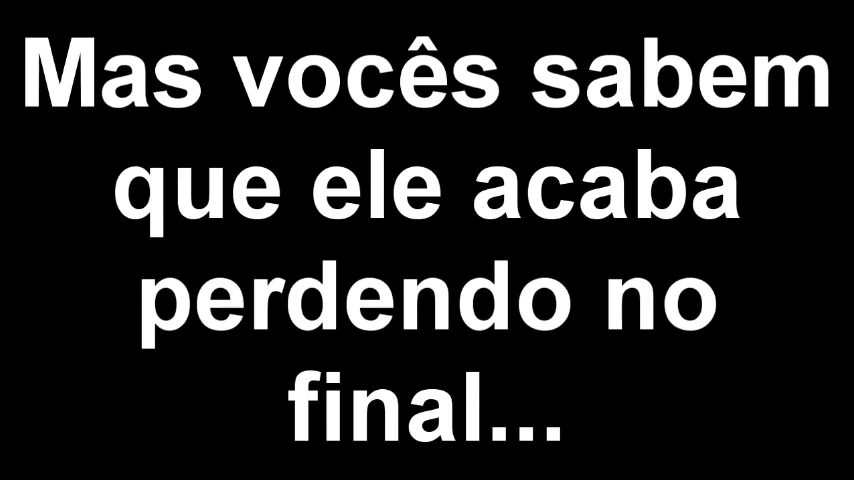 Mas vocês sabem
que ele acaba
perdendo no
final...